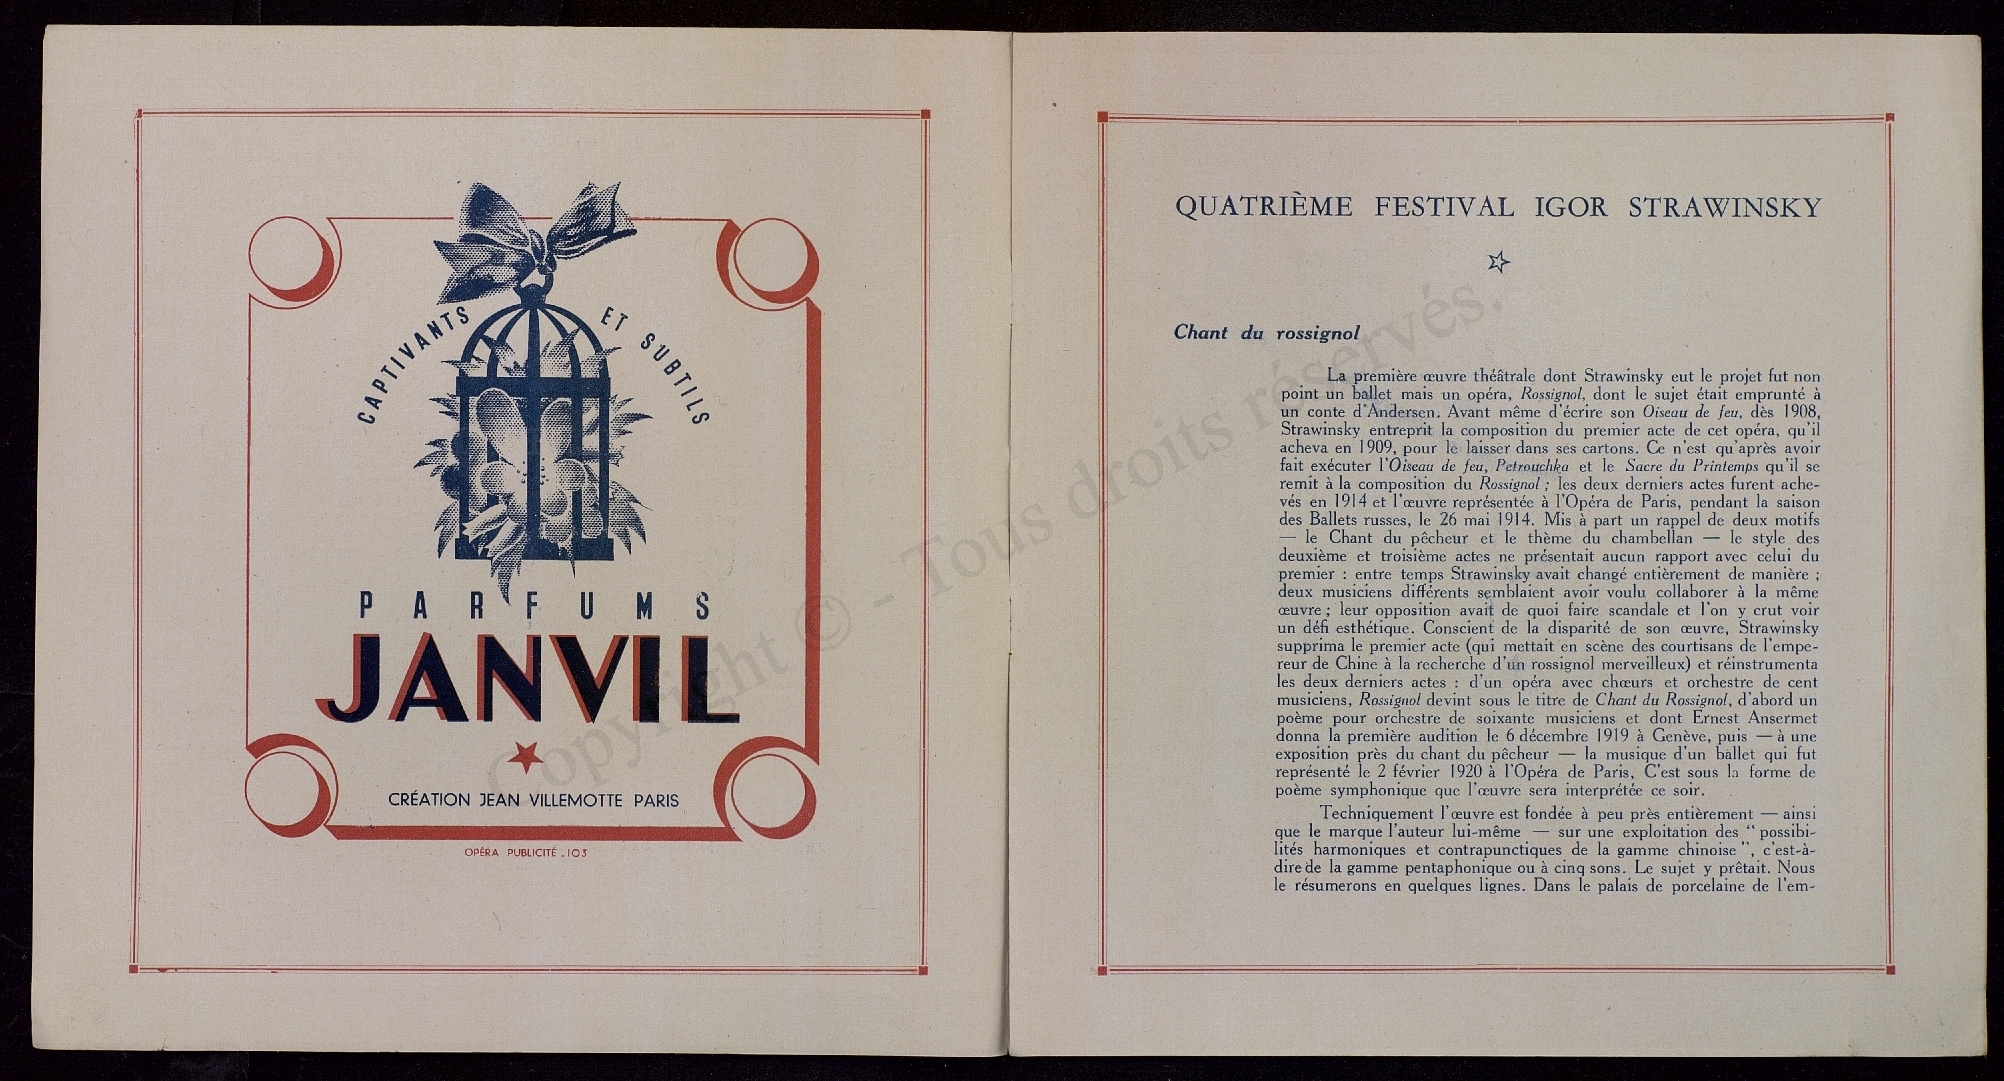 CAPTIVANTS ET SUBTILS
PARFUMS
JANVIL
CRÉATION JEAN VILLEMOTTE PARIS
OPÉRA PUBLICITÉ - 103
QUATRIÈME FESTIVAL IGOR STRAWINSKY
Chant du rossignol
La première œuvre théâtrale dont Strawinsky eut le projet fut non
point un ballet mais un opéra, Rossignol, dont le sujet était emprunté à
un conte d'Andersen. Avant même d'écrire son Oiseau de feu, dès 1908,
Strawinsky entreprit la composition du premier acte de cet opéra, qu'il
acheva en 1909, pour le laisser dans ses cartons. Ce n'est qu'après avoir
fait exécuter l'Oiseau de feu, Petrouchka et le Sacre du Printemps qu'il se
remit à la composition du Rossignol ; les deux derniers actes furent ache-
vés en 1914 et l'œuvre représentée à l'Opéra de Paris, pendant la saison
des Ballets russes, le 26 mai 1914. Mis à part un rappel de deux motifs
— le Chant du pêcheur et le thème du chambellan — le style des
deuxième et troisième actes ne présentait aucun rapport avec celui du
premier : entre temps Strawinsky avait changé entièrement de manière ;
deux musiciens différents semblaient avoir voulu collaborer à la même
œuvre ; leur opposition avait de quoi faire scandale et l'on y crut voir
un défi esthétique. Conscient de la disparité de son œuvre, Strawinsky
supprima le premier acte (qui mettait en scène des courtisans de l'empe-
reur de Chine à la recherche d'un rossignol merveilleux) et réinstrumenta
les deux derniers actes : d'un opéra avec chœurs et orchestre de cent
musiciens, Rossignol devint sous le titre de Chant du Rossignol, d'abord un
poème pour orchestre de soixante musiciens et dont Ernest Ansermet
donna la première audition le 6 décembre 1919 à Genève, puis — à une
exposition près du chant du pêcheur — la musique d'un ballet qui fut
représenté le 2 février 1920 à l'Opéra de Paris, C'est sous la forme de
poème symphonique que l'œuvre sera interprétée ce soir.
Techniquement l'œuvre est fondée à peu près entièrement — ainsi
que le marque l'auteur lui-même — sur une exploitation des " possibi-
lités harmoniques et contrapunctiques de la gamme chinoise ", c'est-à-
dire de la gamme pentaphonique ou à cinq sons. Le sujet y prêtait. Nous
le résumerons en quelques lignes. Dans le palais de porcelaine de l'em-
Copyright © - Tous droits réservés.